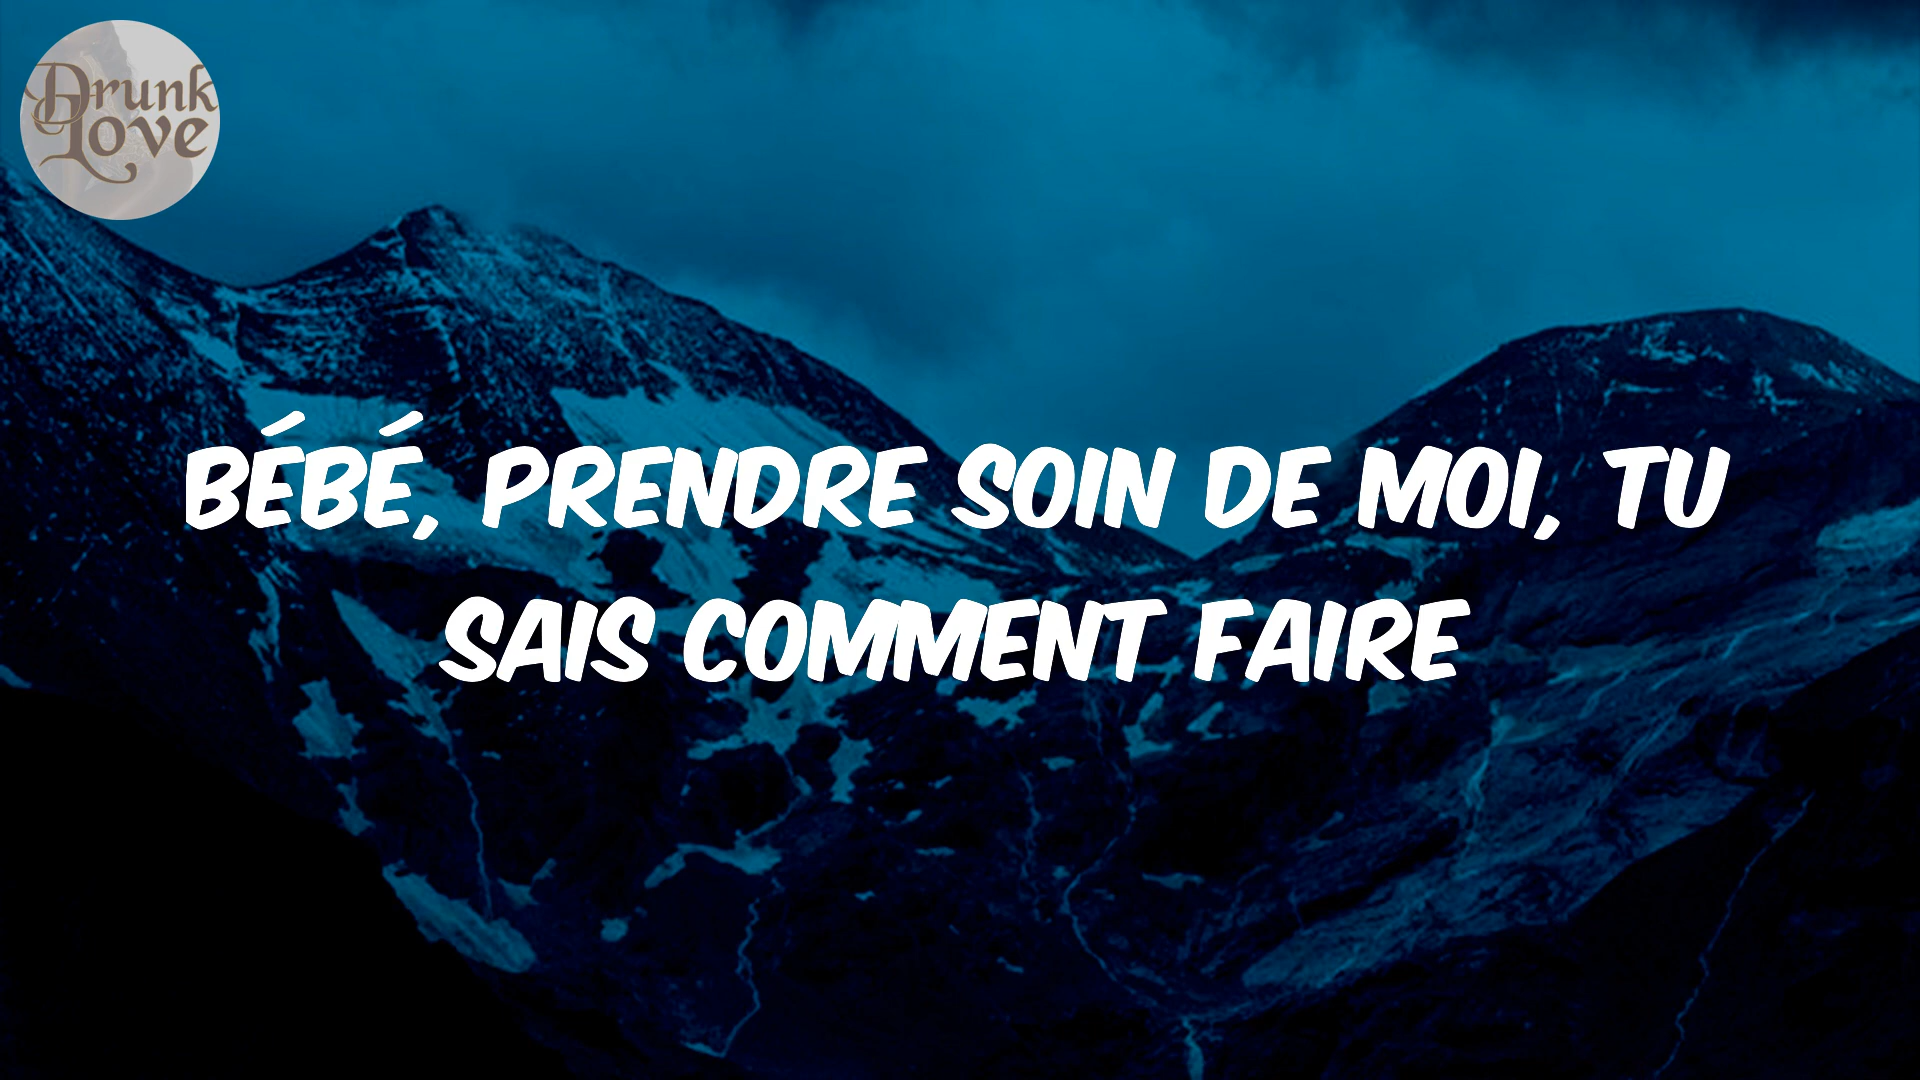 Drunk
Love
BÉBÉ, PRENDRE SOIN DE MOI, TU
SAIS COMMENT FAIRE